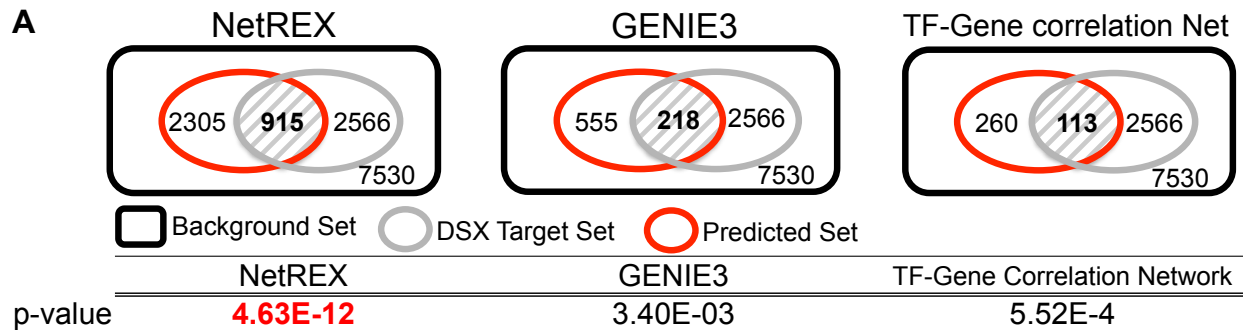 A
NetREX GENIE3 TF-Gene correlation Net
2305 915 2566 555 218 2566 260 113 2566
7530 7530 7530
Background Set DSX Target Set Predicted Set
NetREX GENIE3 TF-Gene Correlation Network
p-value 4.63E-12 3.40E-03 5.52E-4